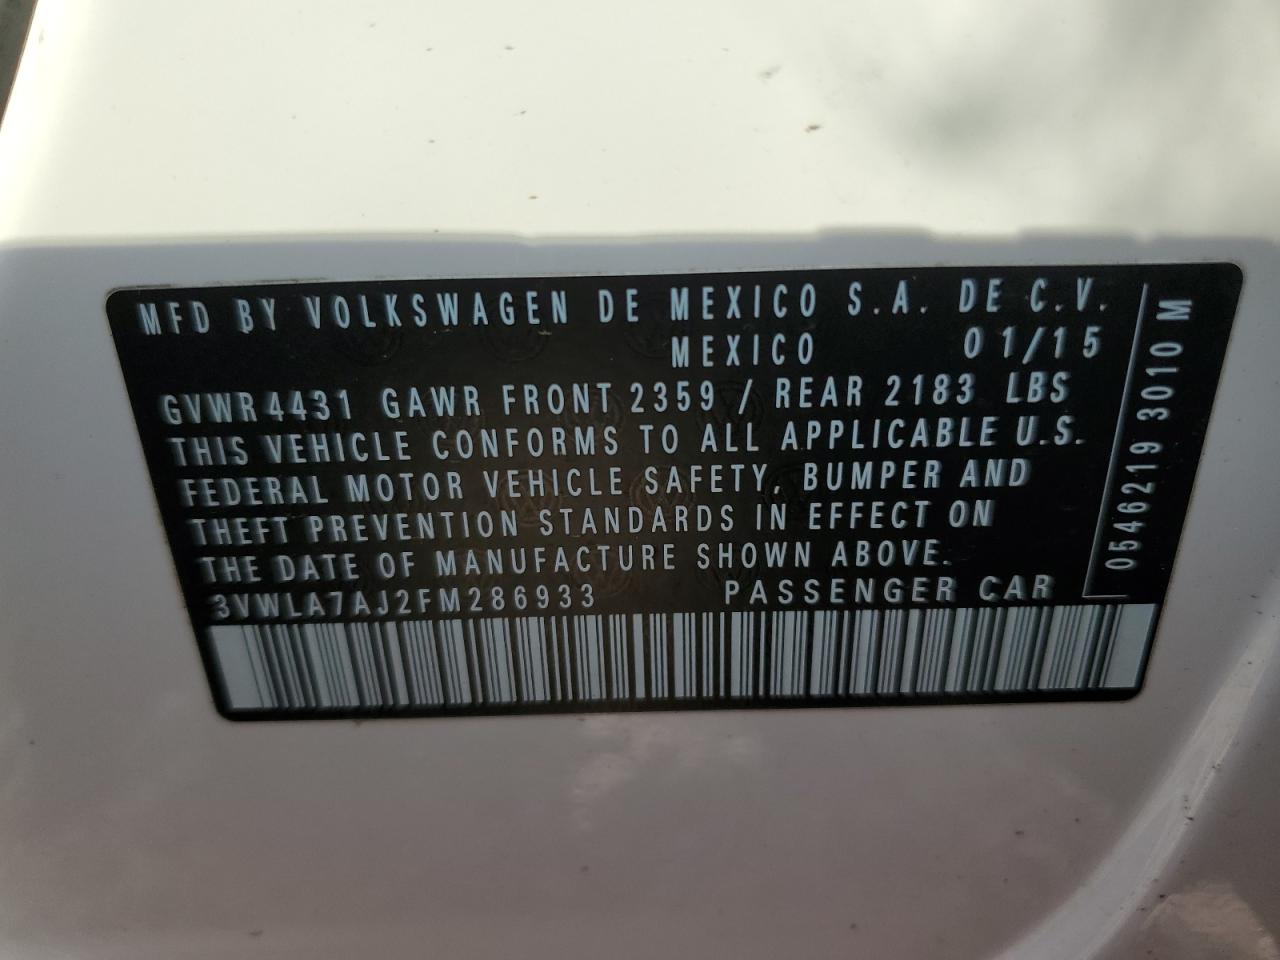 MFD BY VOLKSWAGEN DE MEXICO S.A. DE C.V.
MEXICO 01/15
GVWR 4431 GAWR FRONT 2359 / REAR 2183 LBS
THIS VEHICLE CONFORMS TO ALL APPLICABLE U.S.
FEDERAL MOTOR VEHICLE SAFETY, BUMPER AND
THEFT PREVENTION STANDARDS IN EFFECT ON
THE DATE OF MANUFACTURE SHOWN ABOVE.
3VWLA7AJ2FM286933 PASSENGER CAR
0546219 3010 M